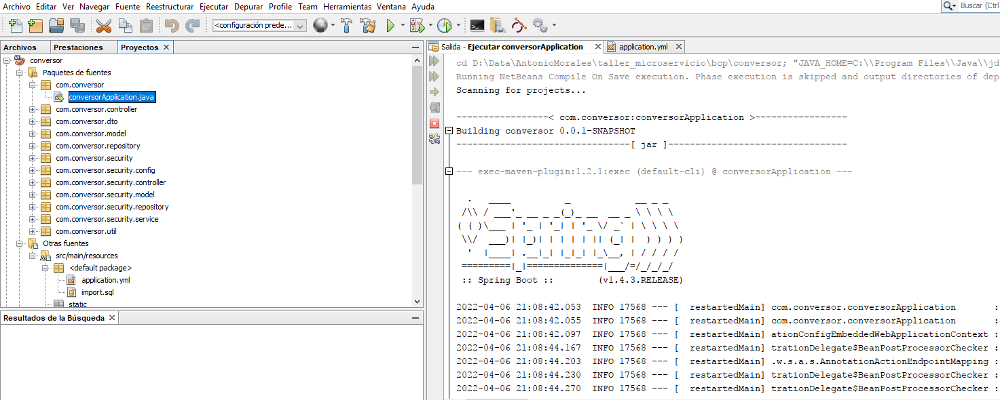 Archivo Editar Ver Navegar Fuente Reestructurar Ejecutar Depurar Profile Team Herramientas Ventana Ayuda
Buscar (Ctrl
<configuración prede...
Archivos Prestaciones Proyectos
conversor
Paquetes de fuentes
com.conversor
conversorApplication.java
com.conversor.controller
com.conversor.dto
com.conversor.model
com.conversor.repository
com.conversor.security
com.conversor.security.config
com.conversor.security.controller
com.conversor.security.model
com.conversor.security.repository
com.conversor.security.service
com.conversor.util
Otras fuentes
src/main/resources
<default package>
application.yml
import.sql
static
Resultados de la Búsqueda
Salida - Ejecutar conversorApplication application.yml
cd D:\Data\AntonioMorales\taller_microservicio\bcp\conversor; "JAVA_HOME=C:\\Program Files\\Java\\jd
Running NetBeans Compile On Save execution. Phase execution is skipped and output directories of dep
Scanning for projects...
-----------------< com.conversor:conversorApplication >-----------------
Building conversor 0.0.1-SNAPSHOT
--------------------------------[ jar ]---------------------------------
--- exec-maven-plugin:1.2.1:exec (default-cli) @ conversorApplication ---
  .   ____          _            __ _ _
 /\\ / ___'_ __ _ _(_)_ __  __ _ \ \ \ \
( ( )\___ | '_ | '_| | '_ \/ _` | \ \ \ \
 \\/  ___)| |_)| | | | | || (_| |  ) ) ) )
  '  |____| .__|_| |_|_| |_\__, | / / / /
 =========|_|==============|___/=/_/_/_/
 :: Spring Boot ::        (v1.4.3.RELEASE)
2022-04-06 21:08:42.053  INFO 17568 --- [  restartedMain] com.conversor.conversorApplication       :
2022-04-06 21:08:42.055  INFO 17568 --- [  restartedMain] com.conversor.conversorApplication       :
2022-04-06 21:08:42.097  INFO 17568 --- [  restartedMain] ationConfigEmbeddedWebApplicationContext :
2022-04-06 21:08:44.167  INFO 17568 --- [  restartedMain] trationDelegate$BeanPostProcessorChecker :
2022-04-06 21:08:44.203  INFO 17568 --- [  restartedMain] .w.s.a.s.AnnotationActionEndpointMapping :
2022-04-06 21:08:44.230  INFO 17568 --- [  restartedMain] trationDelegate$BeanPostProcessorChecker :
2022-04-06 21:08:44.270  INFO 17568 --- [  restartedMain] trationDelegate$BeanPostProcessorChecker :